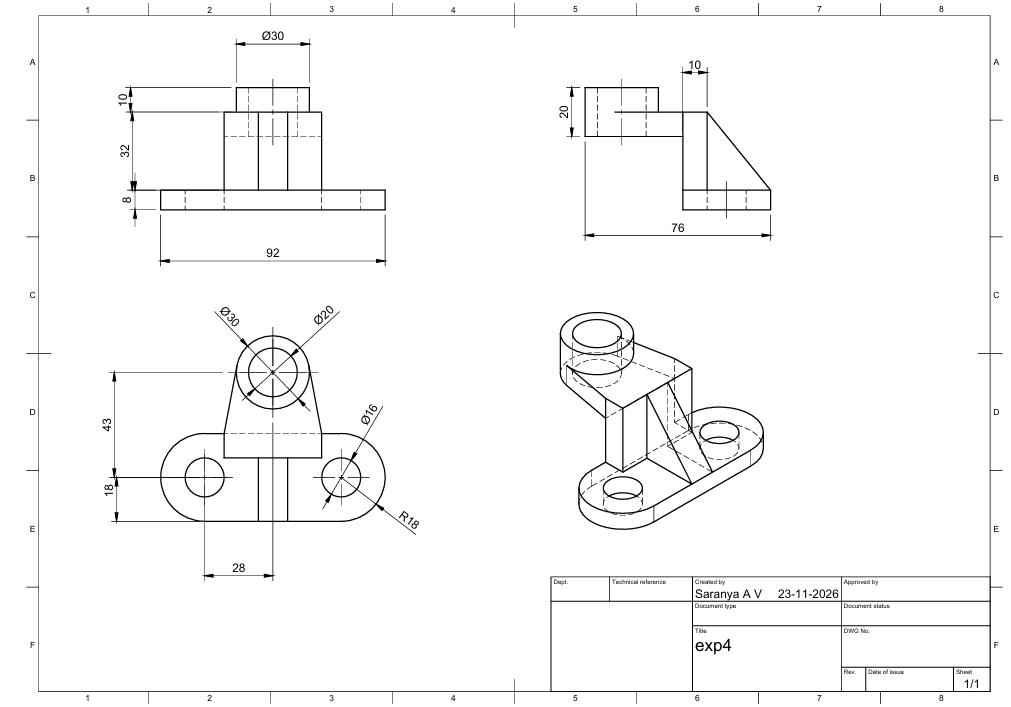 1 2 3 4 5 6 7 8
A A
Ø30
10
10
20
32
B B
8
76
92
C C
Ø30
Ø20
Ø16
43
D D
18
R18
E E
28
Dept.
Technical reference
Created by
Approved by
Saranya A V 23-11-2026
Document type
Document status
Title
DWG No.
exp4
F F
Rev.
Date of issue
Sheet
1/1
1 2 3 4 5 6 7 8